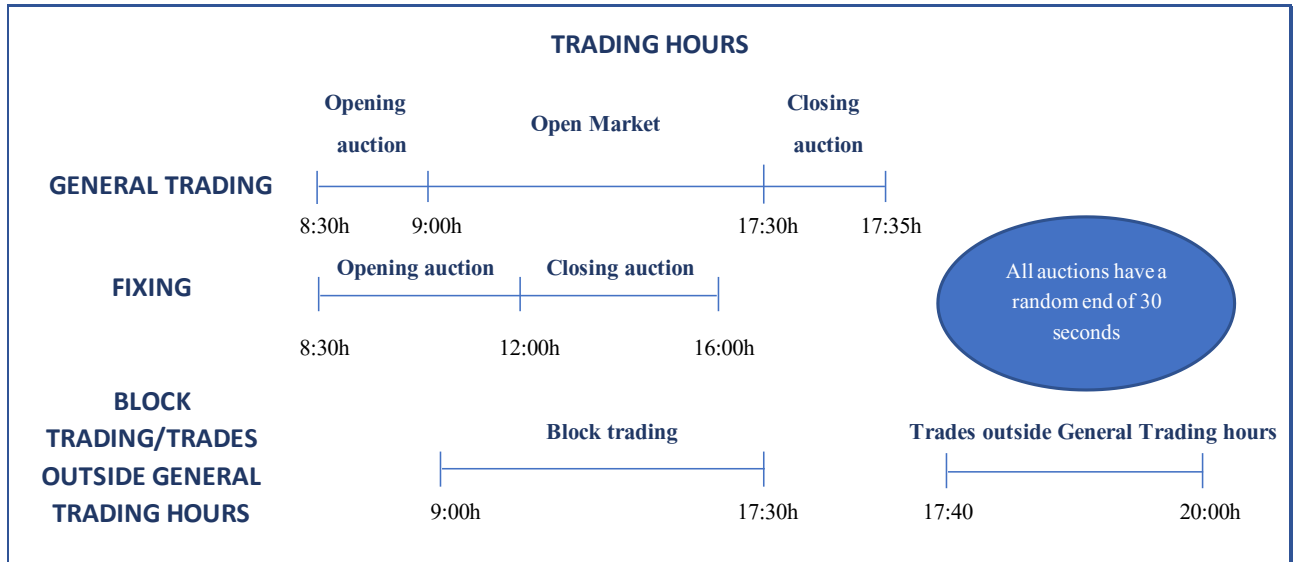 TRADING HOURS
Opening
auction
Open Market
Closing
auction
GENERAL TRADING
8:30h
9:00h
17:30h
17:35h
FIXING
Opening auction
Closing auction
8:30h
12:00h
16:00h
All auctions have a
random end of 30
seconds
BLOCK
TRADING/TRADES
OUTSIDE GENERAL
TRADING HOURS
Block trading
9:00h
17:30h
Trades outside General Trading hours
17:40
20:00h